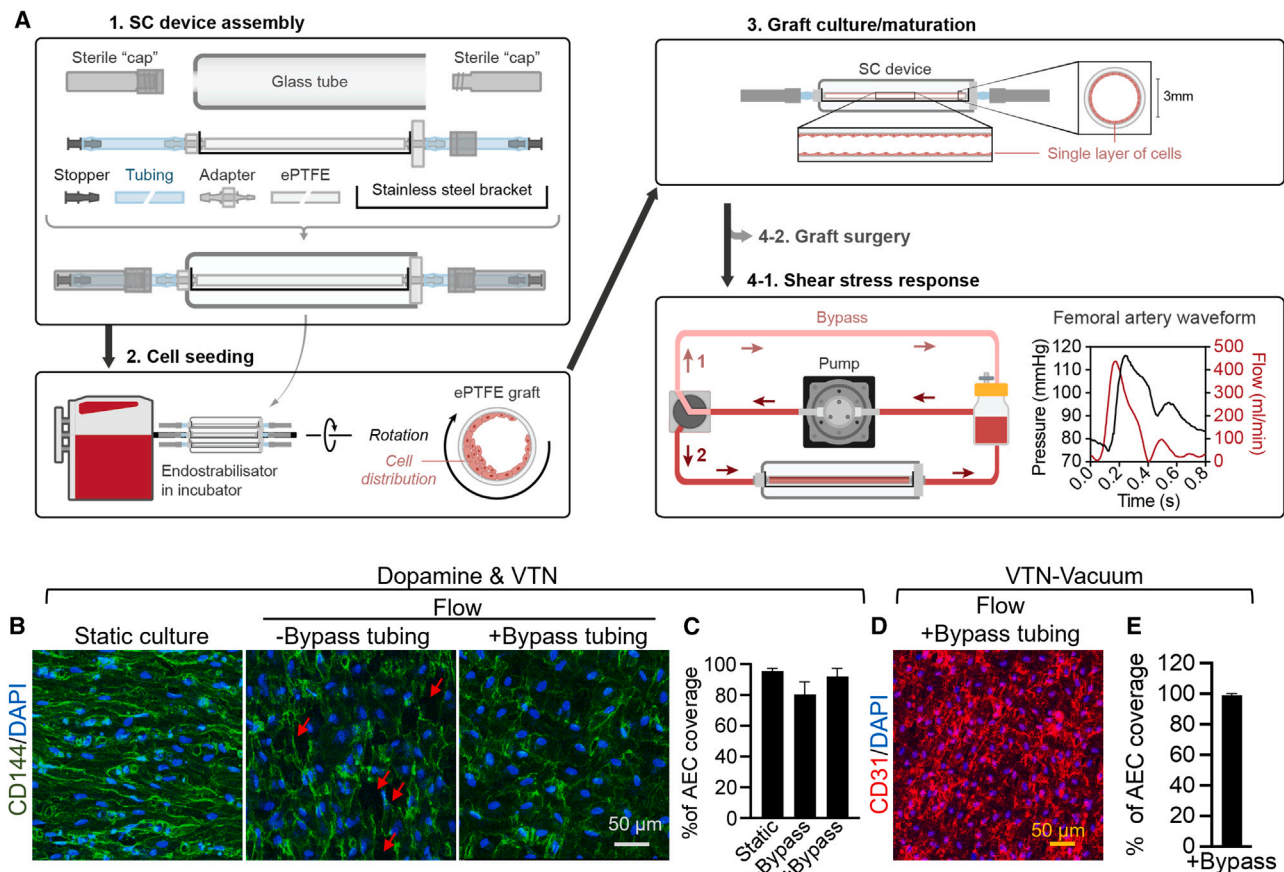 A
1. SC device assembly
Sterile “cap”
Glass tube
Sterile “cap”
Stopper
Tubing
Adapter
ePTFE
Stainless steel bracket
2. Cell seeding
Endostrabilisator
in incubator
Rotation
Cell
distribution
ePTFE graft
3. Graft culture/maturation
SC device
3mm
Single layer of cells
4-2. Graft surgery
4-1. Shear stress response
Bypass
1
Pump
2
Femoral artery waveform
Pressure (mmHg)
120
110
100
90
80
70
Flow (ml/min)
500
400
300
200
100
0
0.0 0.2 0.4 0.6 0.8
Time (s)
Dopamine & VTN
Flow
B
Static culture
-Bypass tubing
+Bypass tubing
CD144/DAPI
50 µm
C
%of AEC coverage
100
80
60
40
20
0
Static
Bypass
Bypass
VTN-Vacuum
D
Flow
+Bypass tubing
CD31/DAPI
50 µm
E
% of AEC coverage
120
100
80
60
40
20
0
+Bypass